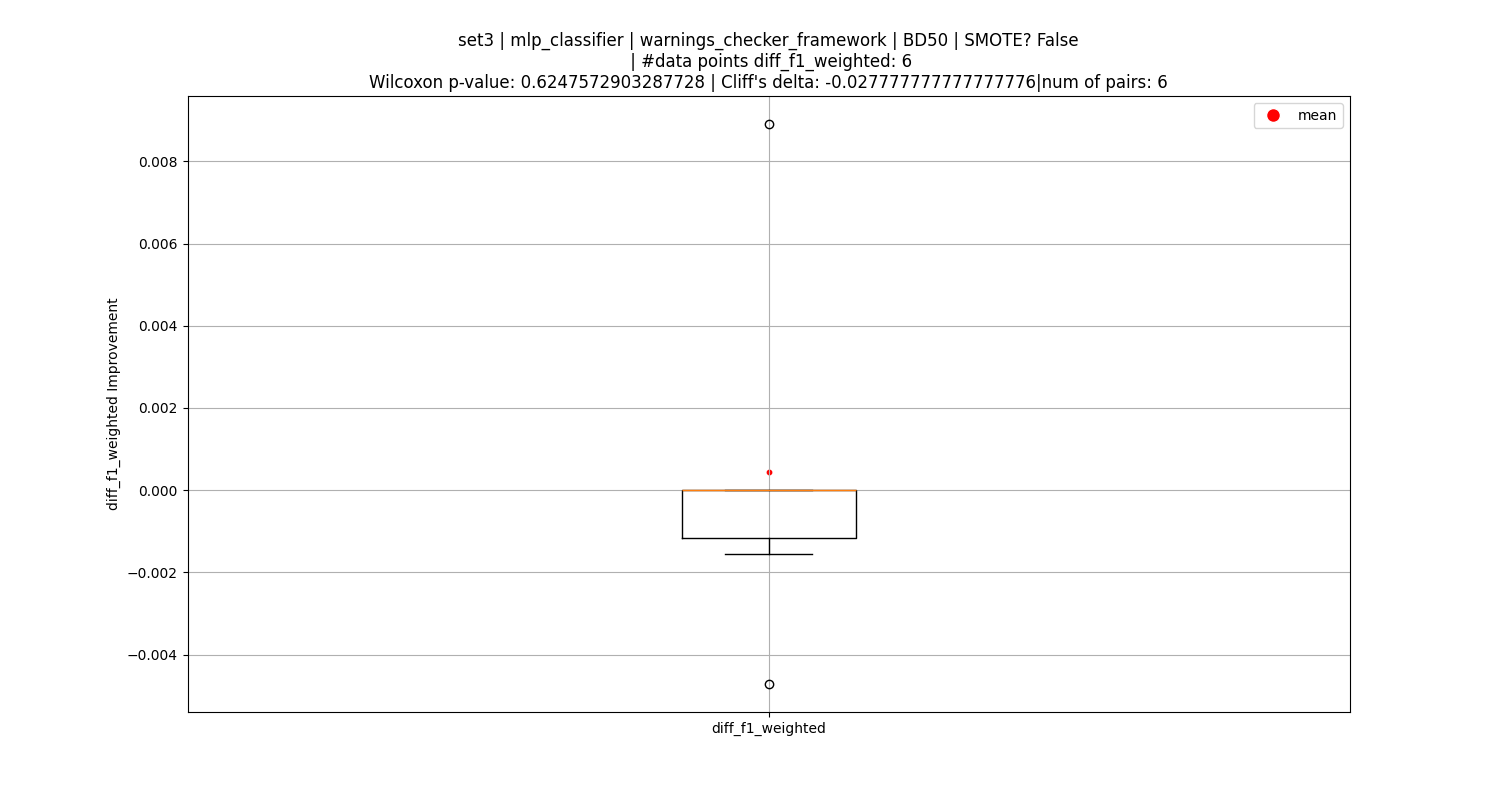 set3 | mlp_classifier | warnings_checker_framework | BD50 | SMOTE? False
| #data points diff_f1_weighted: 6
Wilcoxon p-value: 0.6247572903287728 | Cliff's delta: -0.027777777777777776|num of pairs: 6
mean
0.008
0.006
0.004
0.002
0.000
−0.002
−0.004
diff_f1_weighted Improvement
diff_f1_weighted